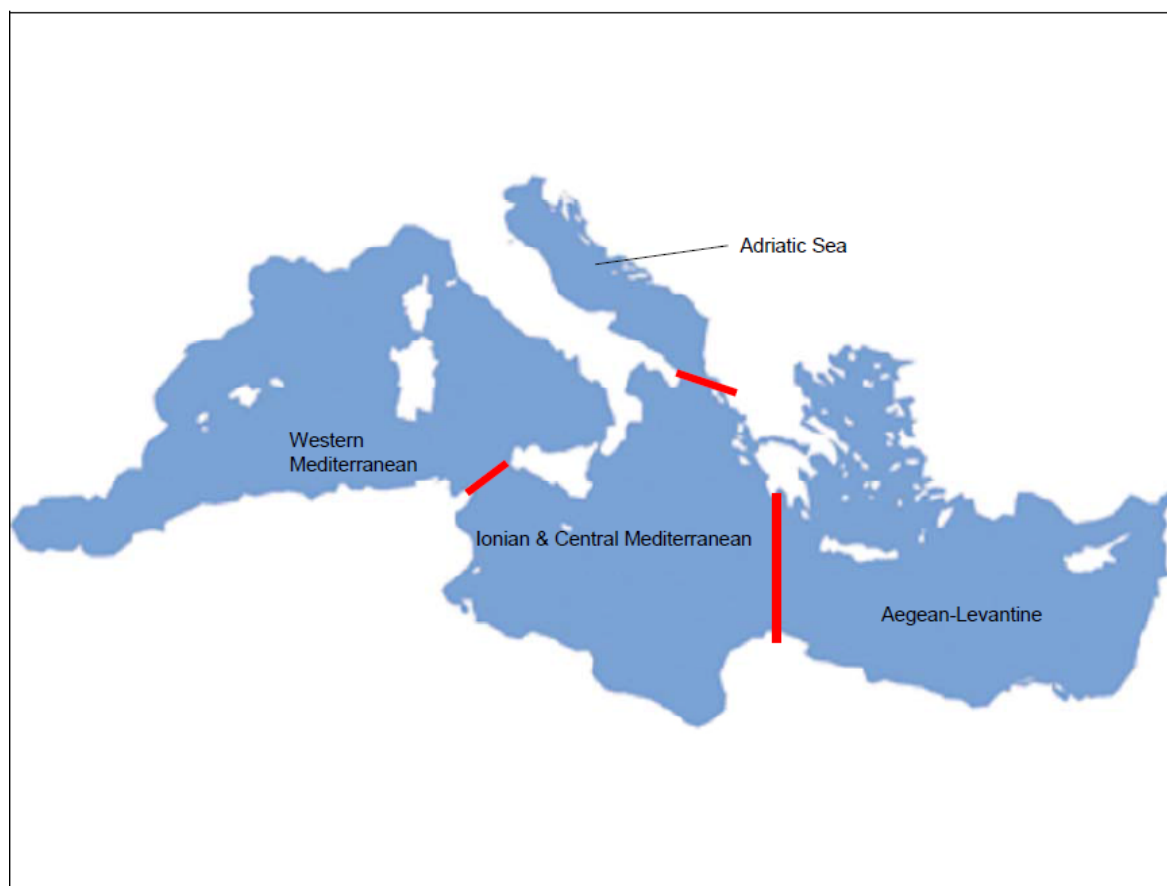 Adriatic Sea
Western
Mediterranean
Ionian & Central Mediterranean
Aegean-Levantine